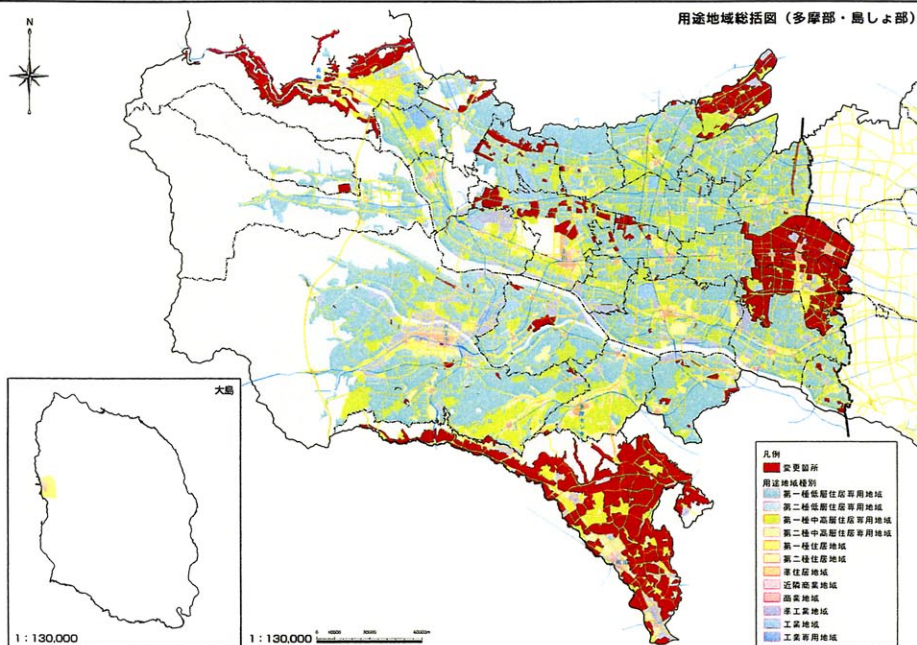 用途地域総括図（多摩部・島しょ部）
N
大島
1：130,000
1：130,000
凡例
変更箇所
用途地域種別
第一種低層住居専用地域
第二種低層住居専用地域
第一種中高層住居専用地域
第二種中高層住居専用地域
第一種住居地域
第二種住居地域
準住居地域
近隣商業地域
商業地域
準工業地域
工業地域
工業専用地域